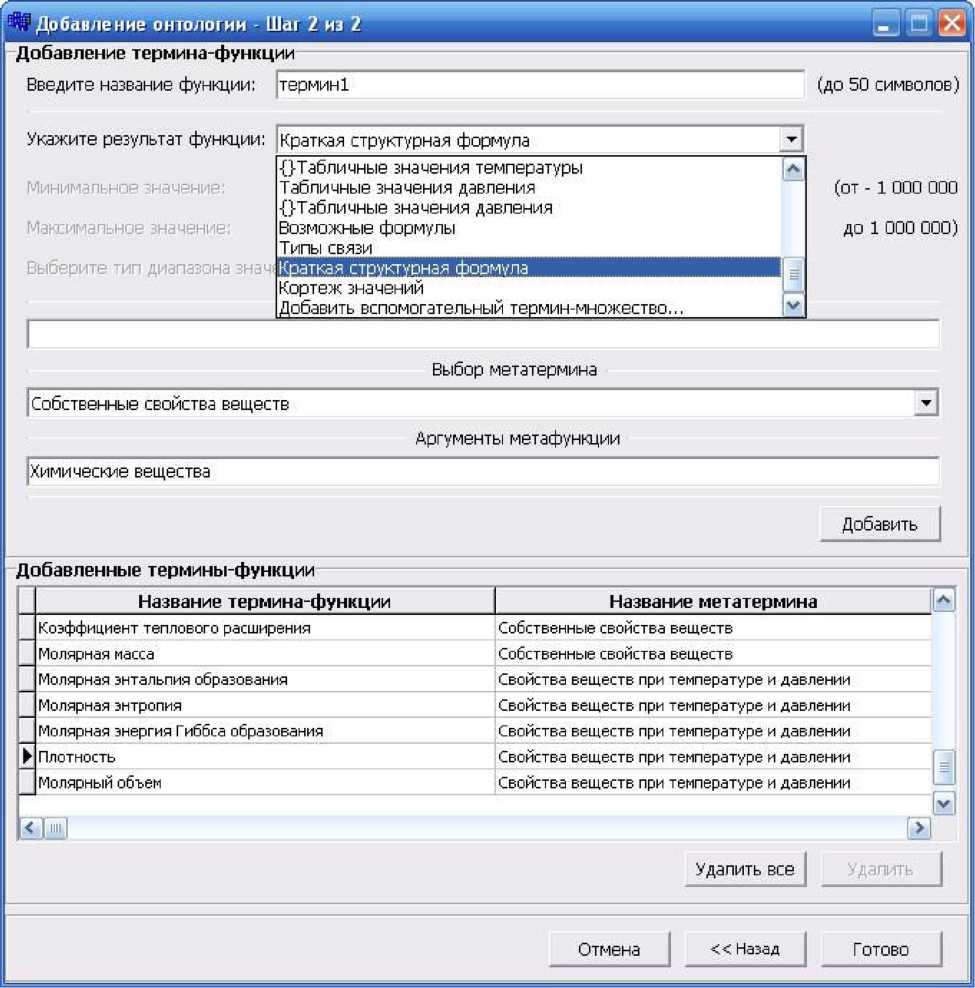 Добавление онтологии - Шаг 2 из 2
Добавление термина-функции
Введите название функции: термин1 (до 50 символов)
Укажите результат функции: Краткая структурная формула
{}Табличные значения температуры
Минимальное значение: Табличные значения давления (от - 1 000 000
{}Табличные значения давления
Максимальное значение: Возможные формулы до 1 000 000)
Типы связи
Выберите тип диапазона знач Краткая структурная формула
Кортеж значений
Добавить вспомогательный термин-множество...
Выбор метатермина
Собственные свойства веществ
Аргументы метафункции
Химические вещества
Добавить
Добавленные термины-функции
Название термина-функции Название метатермина
Коэффициент теплового расширения Собственные свойства веществ
Молярная масса Собственные свойства веществ
Молярная энтальпия образования Свойства веществ при температуре и давлении
Молярная энтропия Свойства веществ при температуре и давлении
Молярная энергия Гиббса образования Свойства веществ при температуре и давлении
Плотность Свойства веществ при температуре и давлении
Молярный объем Свойства веществ при температуре и давлении
Удалить все Удалить
Отмена << Назад Готово